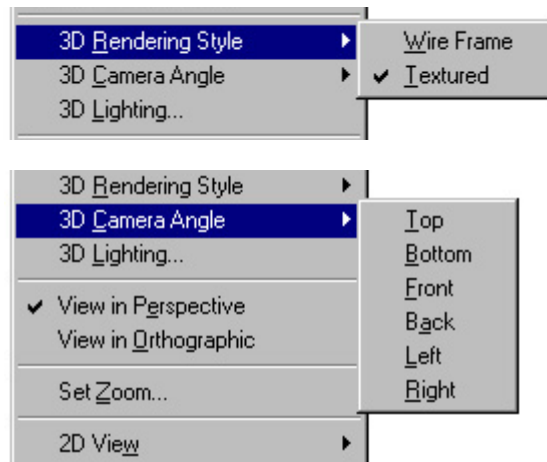 3D Rendering Style
Wire Frame
3D Camera Angle
Textured
3D Lighting...
3D Rendering Style
3D Camera Angle
Top
3D Lighting...
Bottom
Front
View in Perspective
Back
View in Orthographic
Left
Set Zoom...
Right
2D View